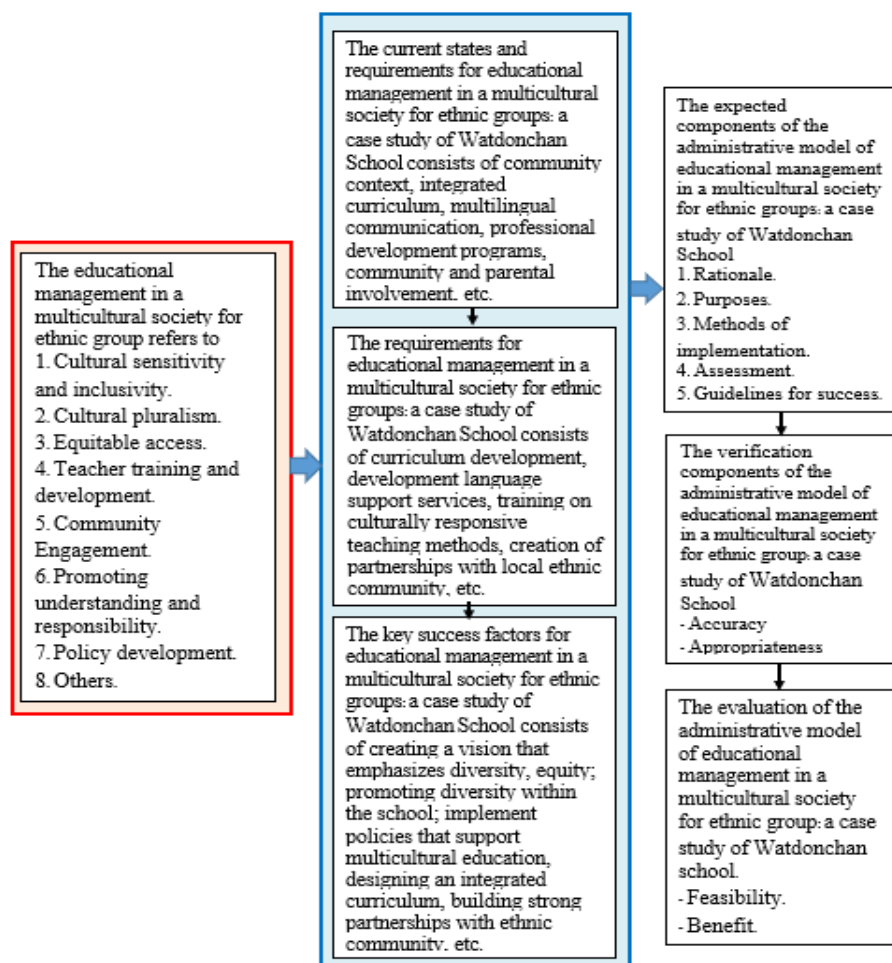 The educational
management in a
multicultural society for
ethnic group refers to
1. Cultural sensitivity
and inclusivity.
2. Cultural pluralism.
3. Equitable access.
4. Teacher training and
development.
5. Community
Engagement.
6. Promoting
understanding and
responsibility.
7. Policy development.
8. Others.
The current states and
requirements for educational
management in a multicultural
society for ethnic groups: a
case study of Watdonchan
School consists of community
context, integrated
curriculum, multilingual
communication, professional
development programs,
community and parental
involvement. etc.
The requirements for
educational management in a
multicultural society for ethnic
groups: a case study of
Watdonchan School consists
of curriculum development,
development language
support services, training on
culturally responsive
teaching methods, creation of
partnerships with local ethnic
community, etc.
The key success factors for
educational management in a
multicultural society for ethnic
groups: a case study of
Watdonchan School consists
of creating a vision that
emphasizes diversity, equity;
promoting diversity within
the school; implement
policies that support
multicultural education,
designing an integrated
curriculum, building strong
partnerships with ethnic
community, etc.
The expected
components of the
administrative model of
educational management
in a multicultural society
for ethnic groups: a case
study of Watdonchan
School
1. Rationale.
2. Purposes.
3. Methods of
implementation.
4. Assessment.
5. Guidelines for success.
The verification
components of the
administrative model of
educational management
in a multicultural society
for ethnic group: a case
study of Watdonchan
School
- Accuracy
- Appropriateness
The evaluation of the
administrative model
of educational
management in a
multicultural society
for ethnic group: a case
study of Watdonchan
school.
- Feasibility.
- Benefit.